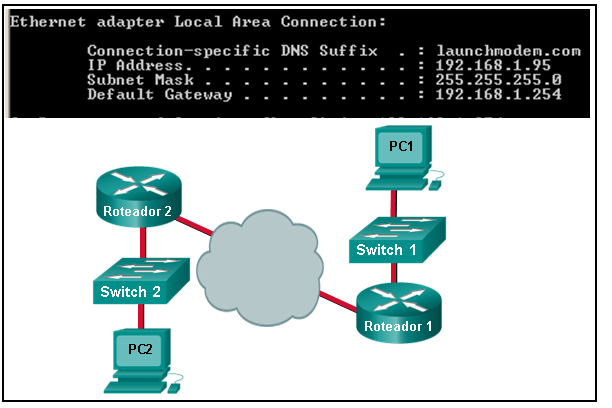 Ethernet adapter Local Area Connection:
Connection-specific DNS Suffix . : launchmodem.com
IP Address. . . . . . . . . . . . : 192.168.1.95
Subnet Mask . . . . . . . . . . . : 255.255.255.0
Default Gateway . . . . . . . . . : 192.168.1.254
PC1
Roteador 2
Switch 1
Switch 2
Roteador 1
PC2